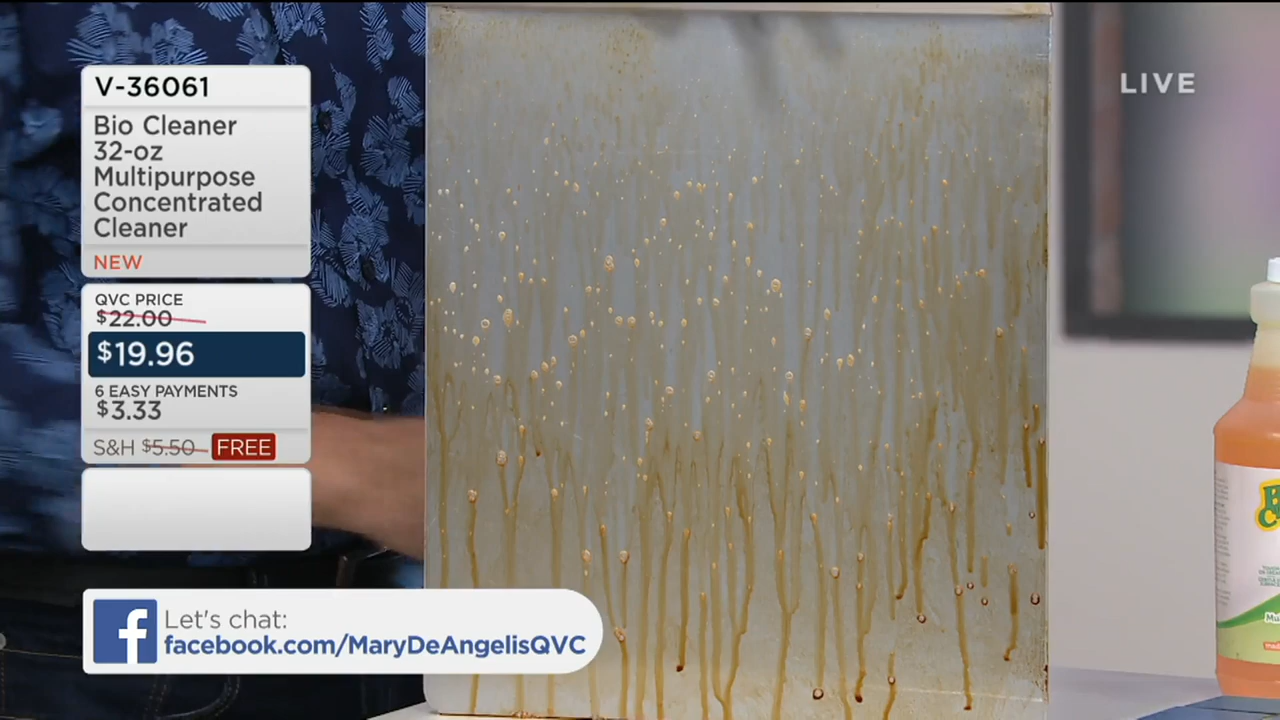 V-36061
Bio Cleaner
32-oz
Multipurpose
Concentrated
Cleaner
NEW
QVC PRICE
$22.00
$19.96
6 EASY PAYMENTS
$3.33
S&H $5.50 FREE
Let's chat:
facebook.com/MaryDeAngelisQVC
LIVE